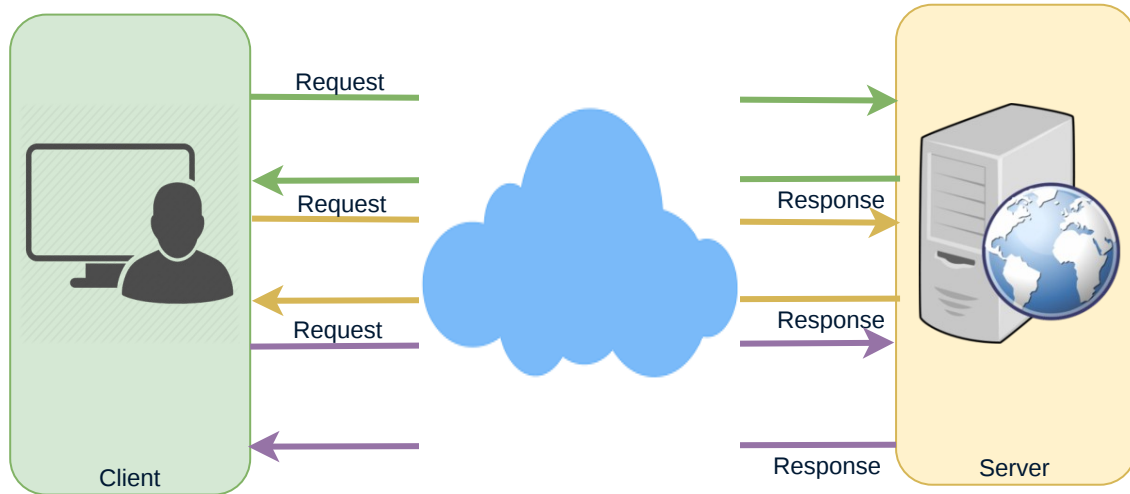 Request
Request
Response
Request
Response
Response
Client
Server